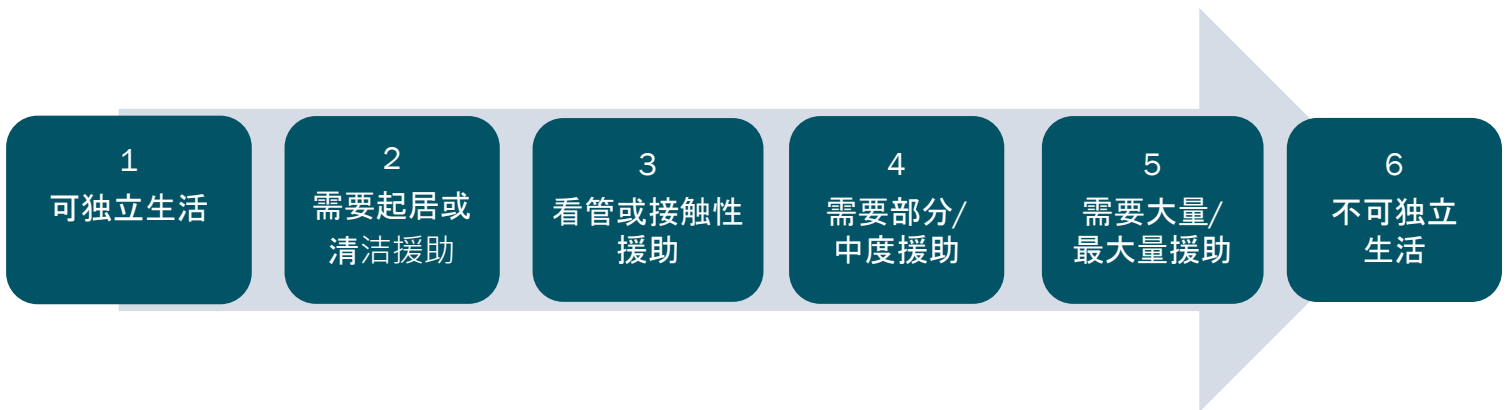 1
可独立生活
2
需要起居或
清洁援助
3
看管或接触性
援助
4
需要部分/
中度援助
5
需要大量/
最大量援助
6
不可独立
生活